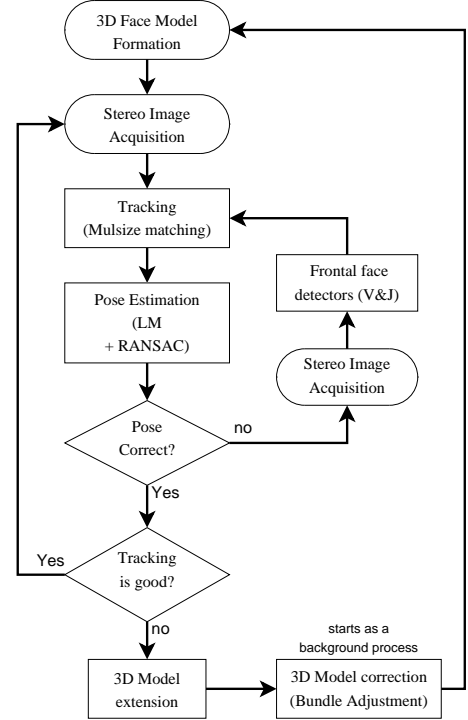 3D Face Model
Formation
Stereo Image
Acquisition
Tracking
(Mulsize matching)
Frontal face
detectors (V&J)
Pose Estimation
(LM
+ RANSAC)
Stereo Image
Acquisition
Pose
Correct?
no
Yes
Yes
Tracking
is good?
no
starts as a
background process
3D Model
extension
3D Model correction
(Bundle Adjustment)